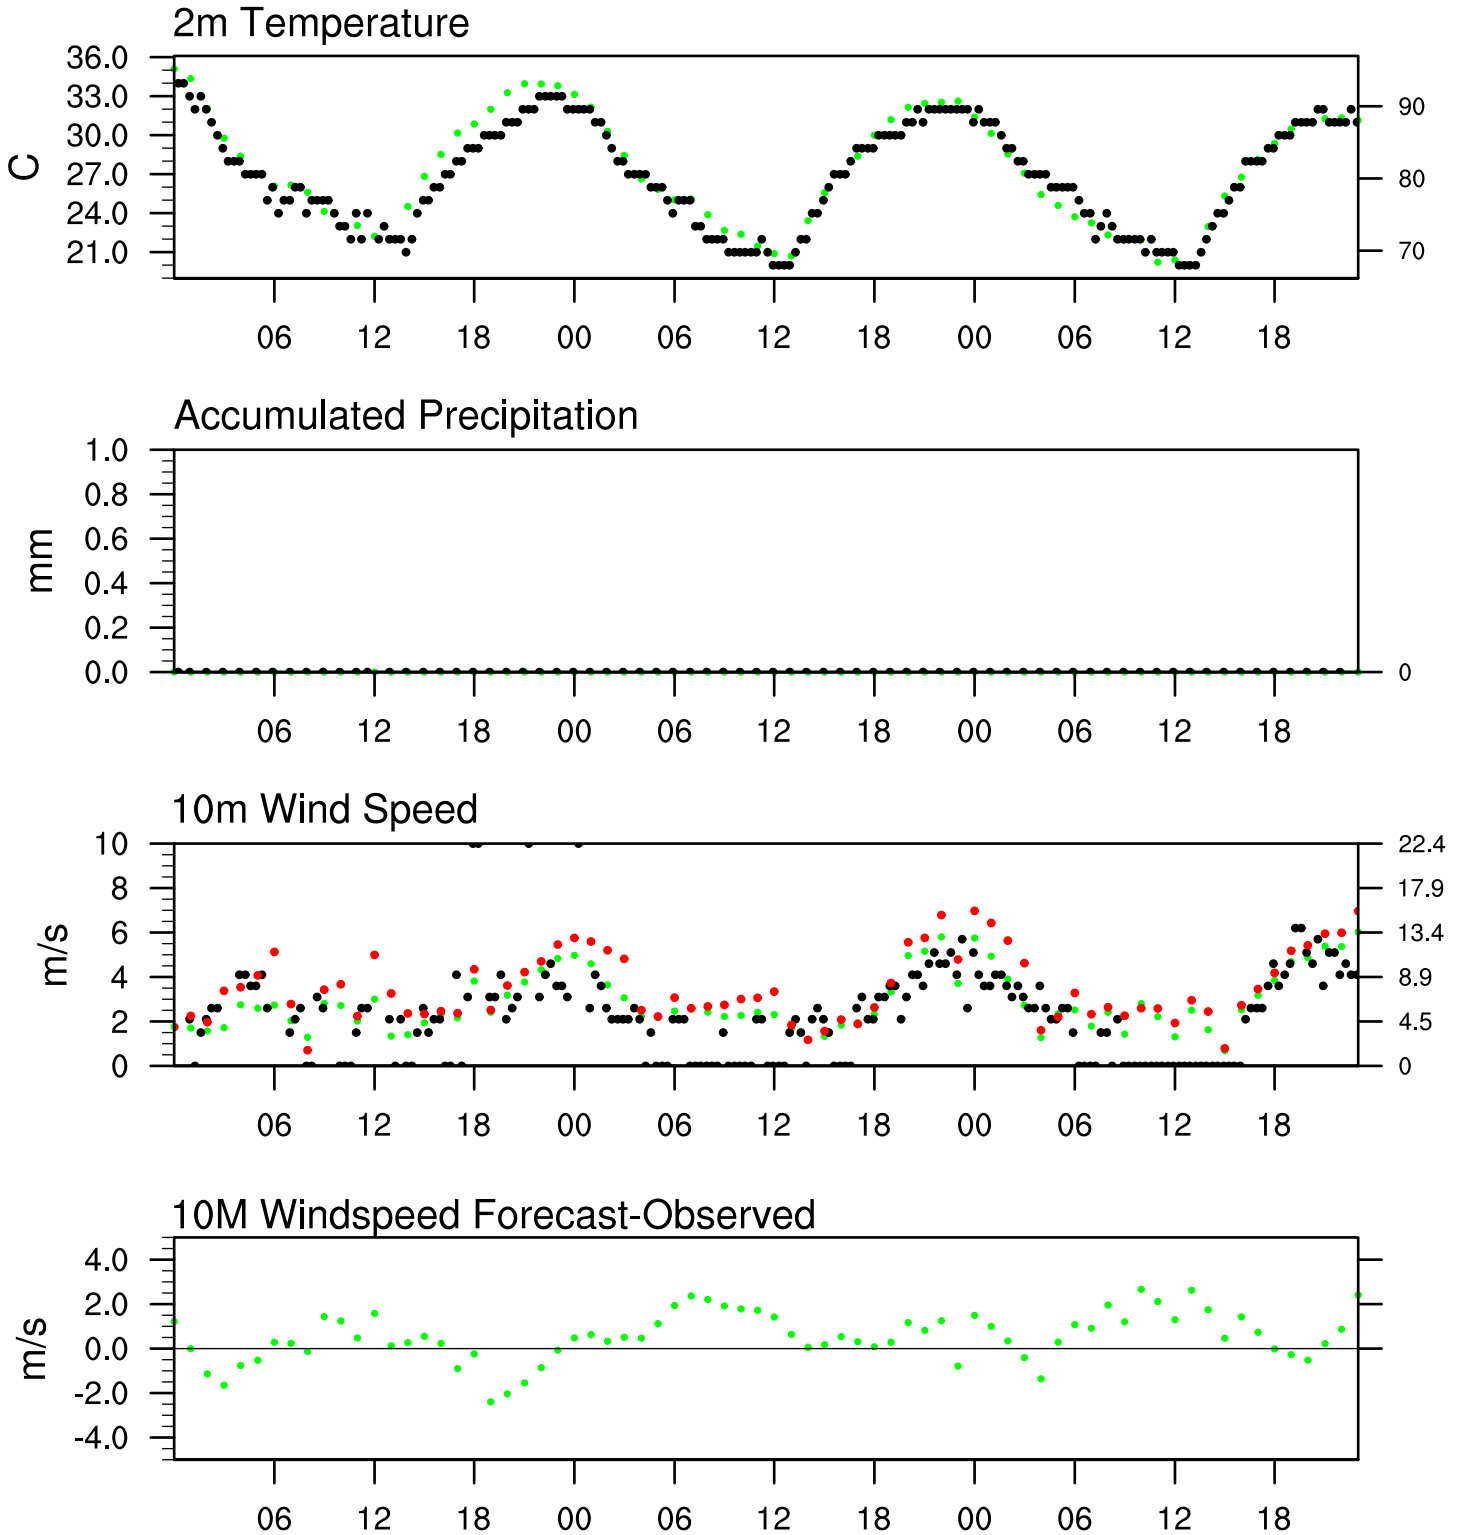 2m Temperature
36.0
33.0
30.0
27.0
24.0
21.0
C
90
80
70
06 12 18 00 06 12 18 00 06 12 18
Accumulated Precipitation
1.0
0.8
0.6
0.4
0.2
0.0
mm
0
06 12 18 00 06 12 18 00 06 12 18
10m Wind Speed
10
8
6
4
2
0
m/s
22.4
17.9
13.4
8.9
4.5
0
06 12 18 00 06 12 18 00 06 12 18
10M Windspeed Forecast-Observed
4.0
2.0
0.0
-2.0
-4.0
m/s
06 12 18 00 06 12 18 00 06 12 18